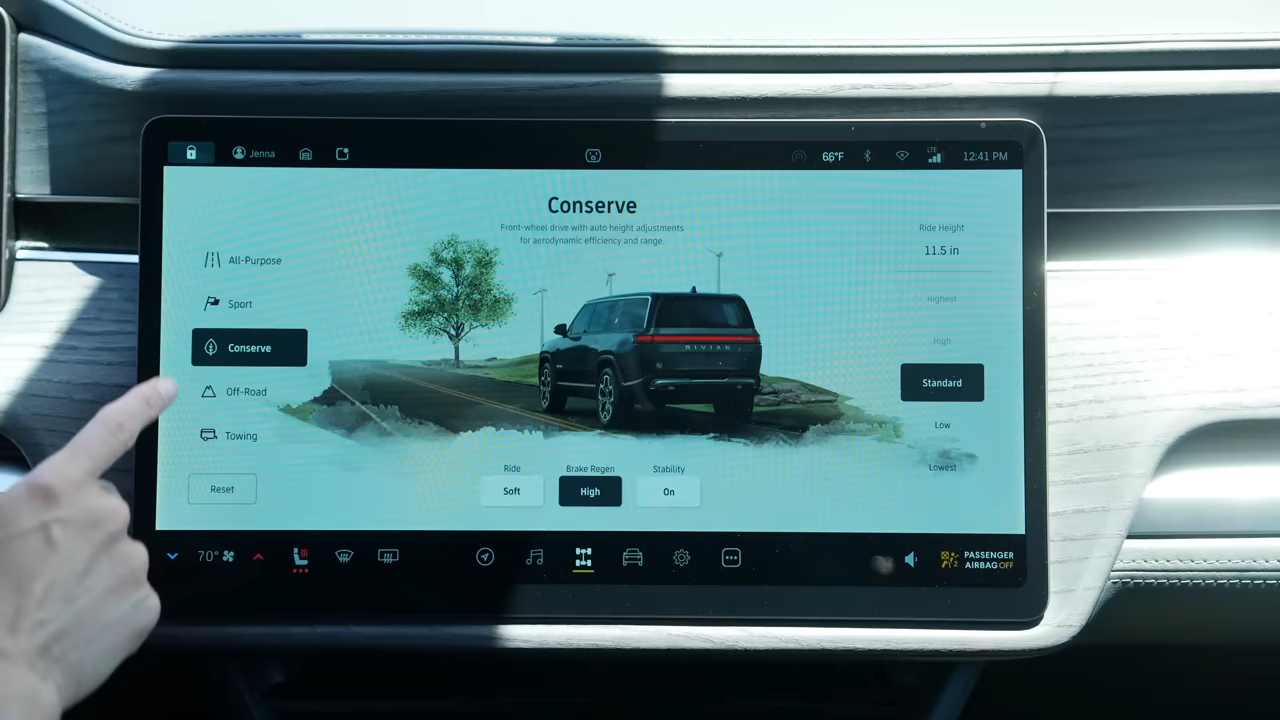 Jenna
66°F
LTE
12:41 PM
Conserve
Front-wheel drive with auto height adjustments
for aerodynamic efficiency and range.
All-Purpose
Sport
Conserve
Off-Road
Towing
Reset
RIVIAN
Ride Height
11.5 in
Highest
High
Standard
Low
Lowest
Ride
Brake Regen
Stability
Soft
High
On
70°
2
PASSENGER
AIRBAG OFF